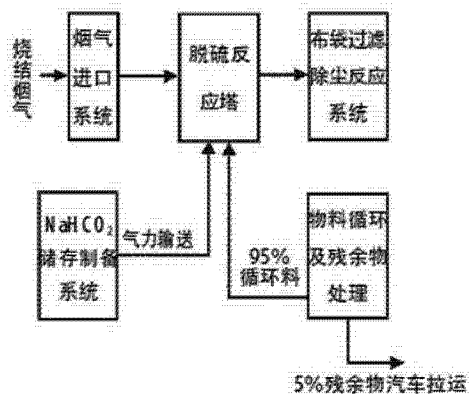 烧结烟气
烟气
进口
系统
脱硫反
应塔
布袋过滤
除尘反应
系统
NaHCO₂
储存制备
系统
气力输送
95%
循环料
物料循环
及残余物
处理
5%残余物汽车拉运